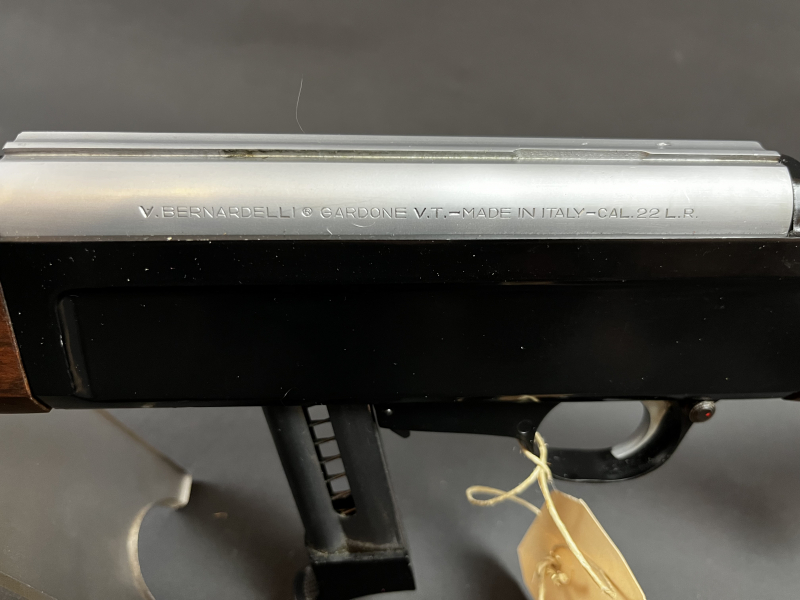 V. BERNARDELLI ® GARDONE V.T.-MADE IN ITALY-CAL.22 L.R.